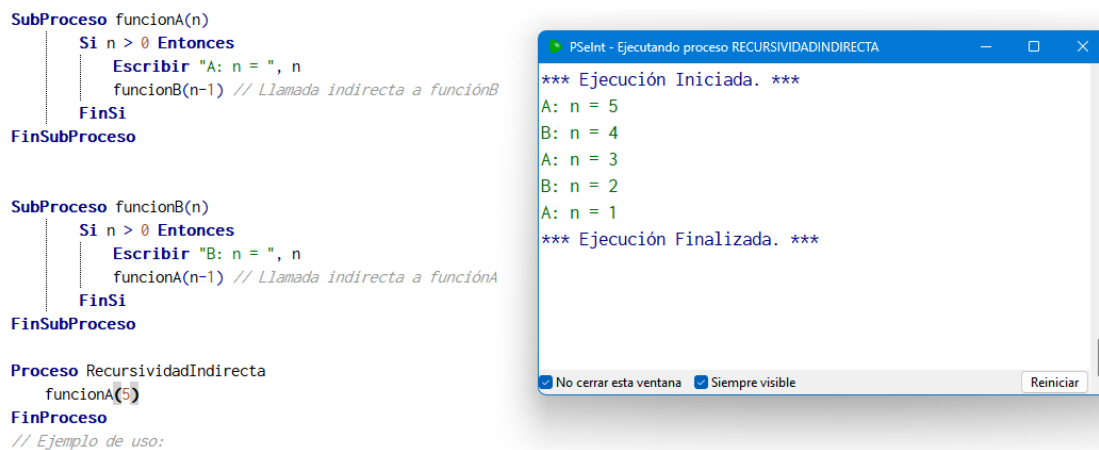 SubProceso funcionA(n)
Si n > 0 Entonces
Escribir "A: n = ", n
funcionB(n-1) // Llamada indirecta a funciónB
FinSi
FinSubProceso
SubProceso funcionB(n)
Si n > 0 Entonces
Escribir "B: n = ", n
funcionA(n-1) // Llamada indirecta a funciónA
FinSi
FinSubProceso
Proceso RecursividadIndirecta
funcionA(5)
FinProceso
// Ejemplo de uso:
PSeInt - Ejecutando proceso RECURSIVIDADINDIRECTA
*** Ejecución Iniciada. ***
A: n = 5
B: n = 4
A: n = 3
B: n = 2
A: n = 1
*** Ejecución Finalizada. ***
No cerrar esta ventana Siempre visible Reiniciar